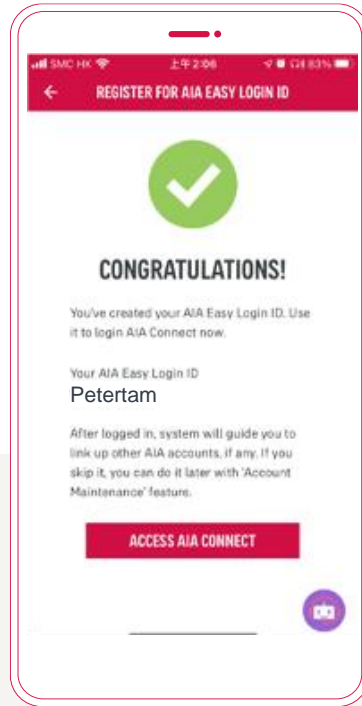 SMC HK 上午2:06 83%
REGISTER FOR AIA EASY LOGIN ID
CONGRATULATIONS!
You've created your AIA Easy Login ID. Use
it to login AIA Connect now.
Your AIA Easy Login ID
Petertam
After logged in, system will guide you to
link up other AIA accounts, if any. If you
skip it, you can do it later with 'Account
Maintenance' feature.
ACCESS AIA CONNECT